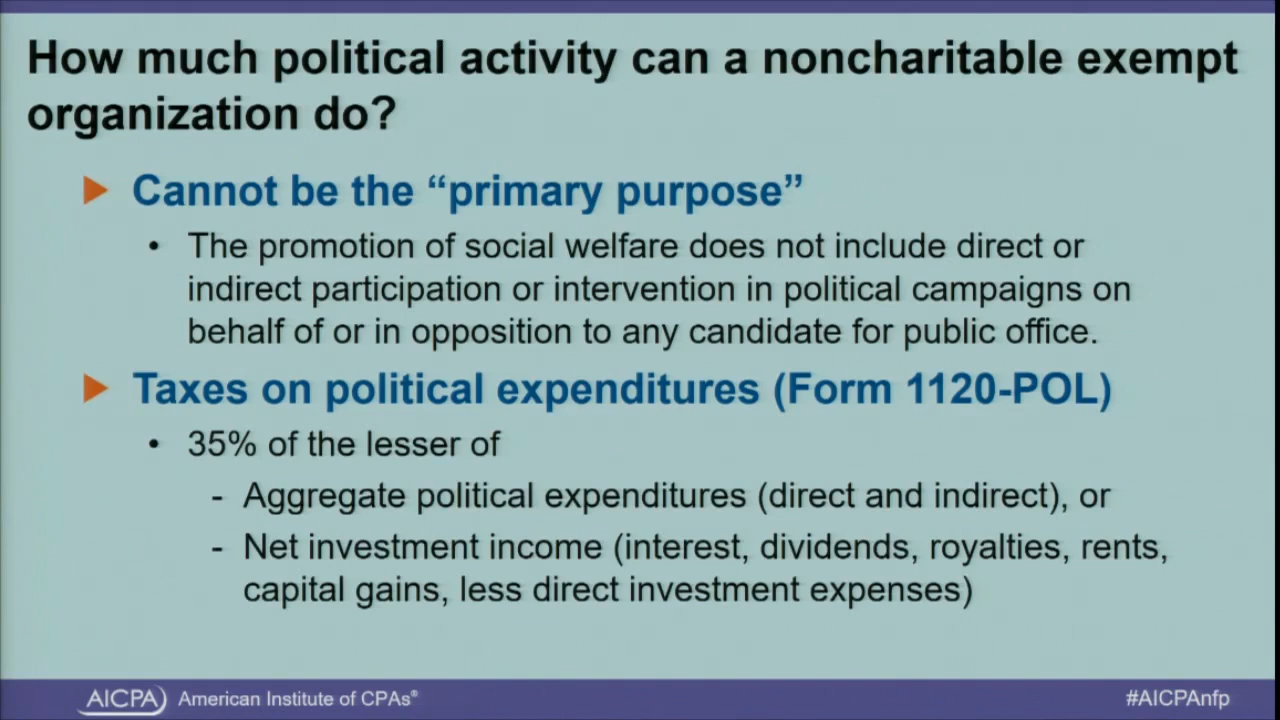 How much political activity can a noncharitable exempt
organization do?
Cannot be the “primary purpose”
• The promotion of social welfare does not include direct or
indirect participation or intervention in political campaigns on
behalf of or in opposition to any candidate for public office.
Taxes on political expenditures (Form 1120-POL)
• 35% of the lesser of
- Aggregate political expenditures (direct and indirect), or
- Net investment income (interest, dividends, royalties, rents,
capital gains, less direct investment expenses)
AICPA American Institute of CPAs® #AICPAnfp